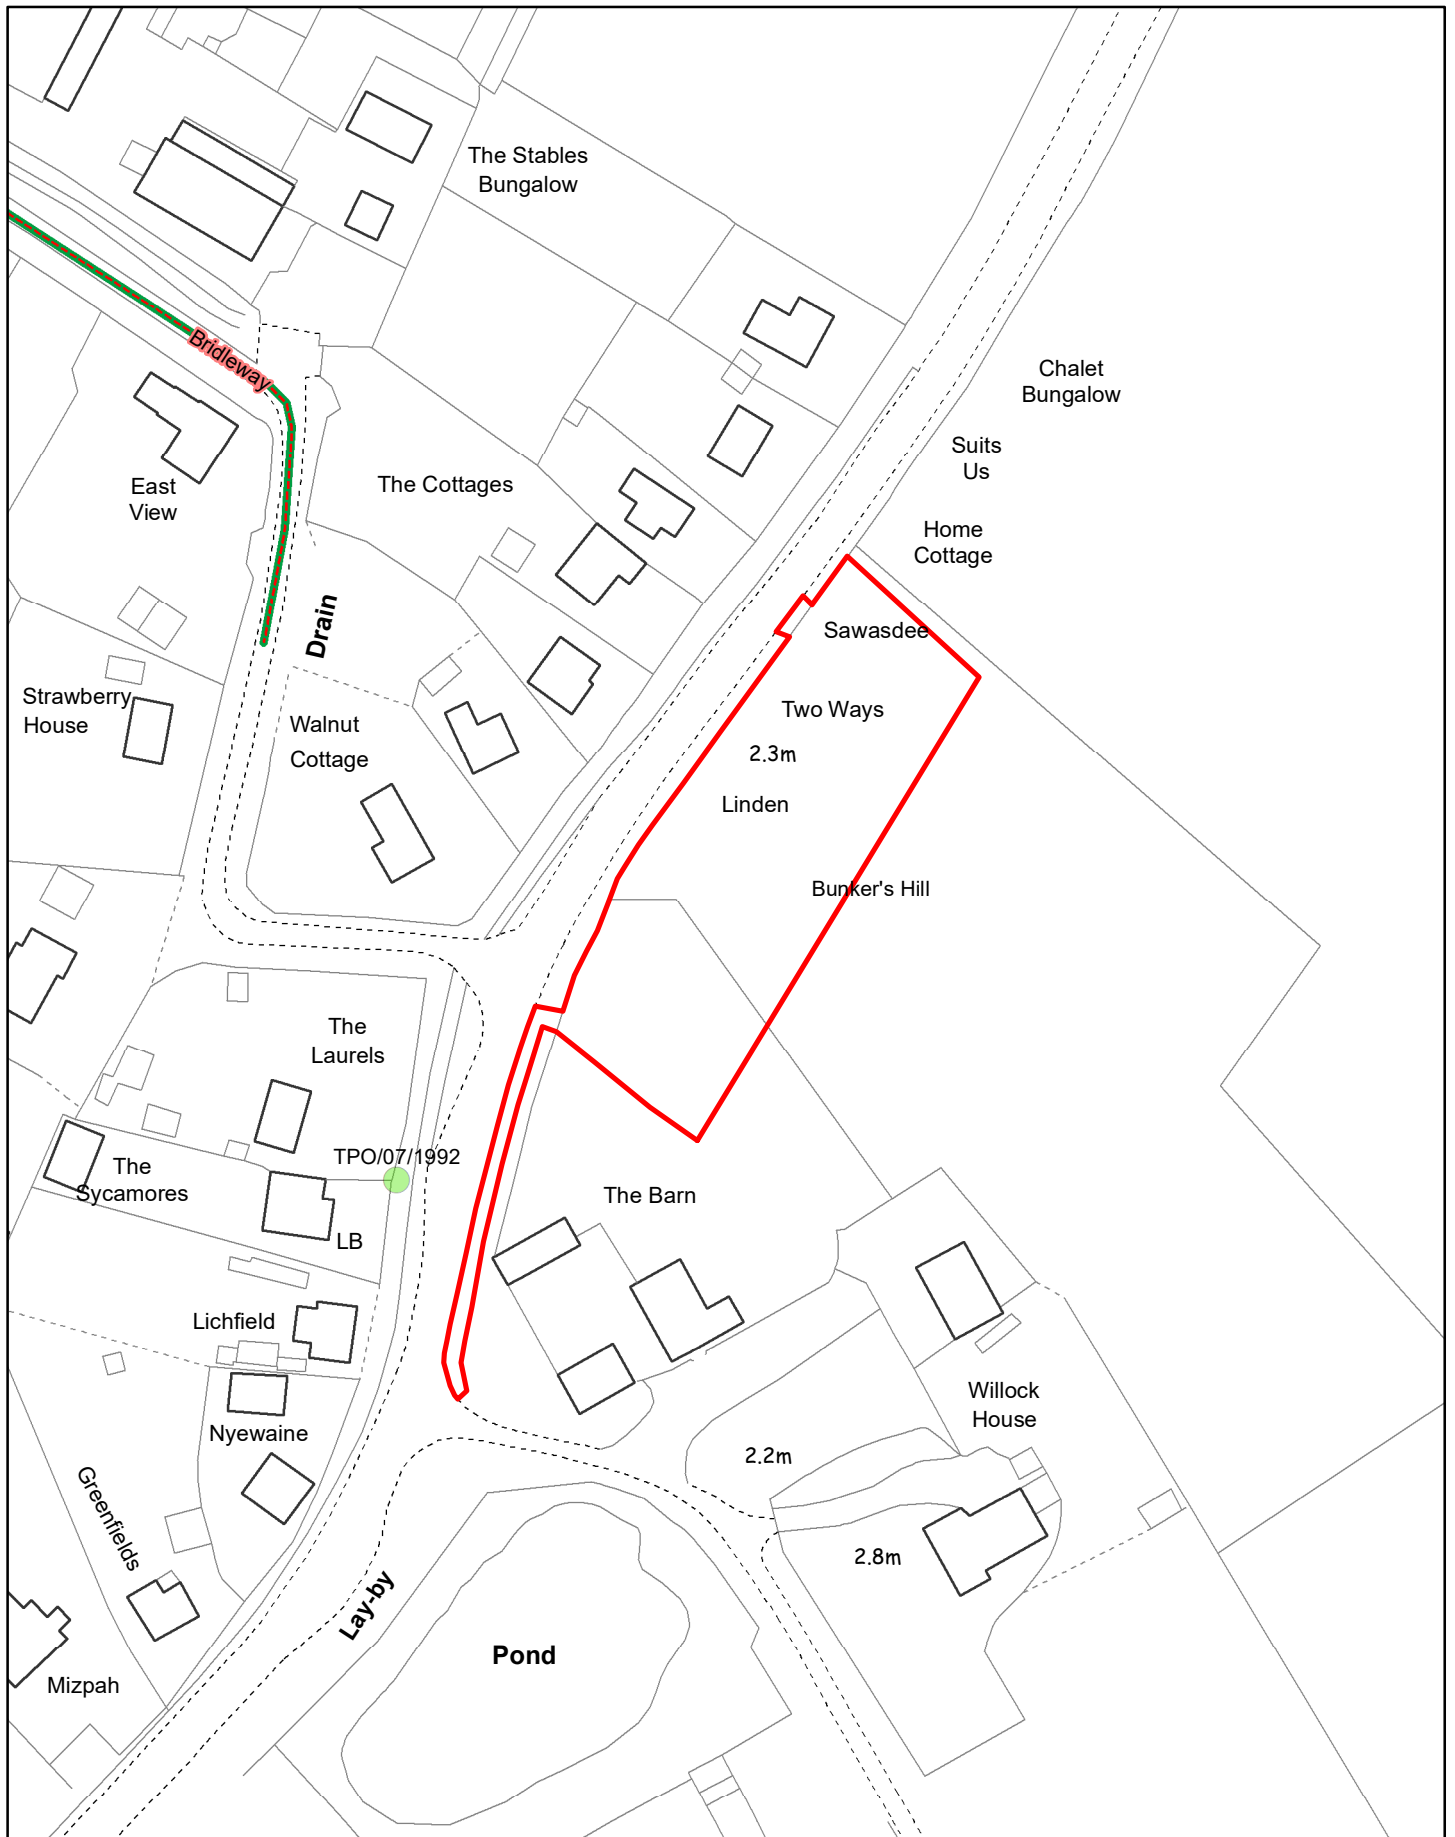 The Stables
Bungalow
Bridleway
Chalet
Bungalow
Suits
Us
East
View
The Cottages
Home
Cottage
Drain
Sawasdee
Strawberry
House
Walnut
Cottage
Two Ways
2.3m
Linden
Bunker's Hill
The
Laurels
TPO/07/1992
The
Sycamores
The Barn
LB
Lichfield
Willock
House
Nyewaine
2.2m
Greenfields
2.8m
Lay-by
Pond
Mizpah